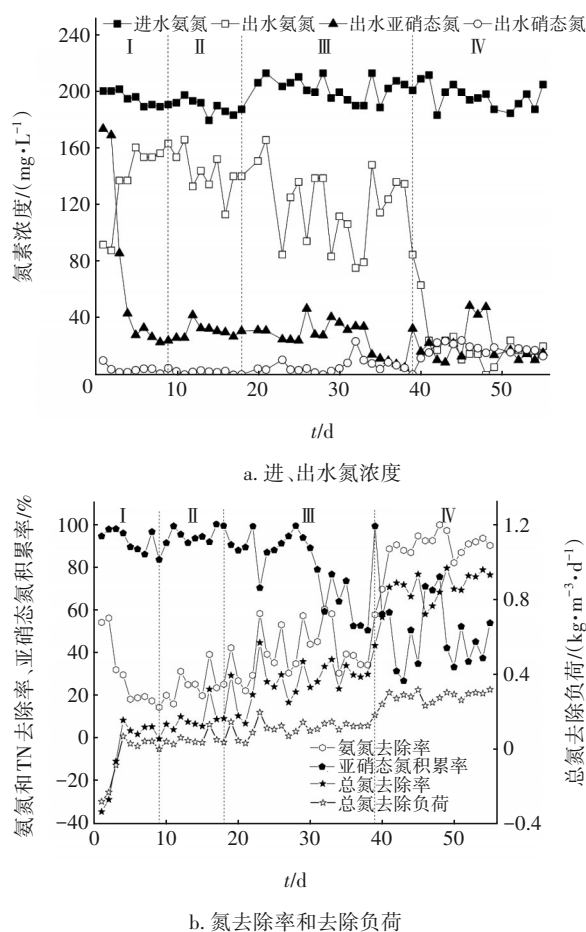 进水氨氮 出水氨氮 出水亚硝态氮 出水硝态氮
I II III IV
240
200
160
120
80
40
氮素浓度/(mg·L⁻¹)
0 10 20 30 40 50
t/d
a. 进、出水氮浓度
I II III IV
100
80
60
40
20
0
−20
−40
氨氮和TN去除率、亚硝态氮积累率/%
1.2
0.8
0.4
0
−0.4
总氮去除负荷/(kg·m⁻³·d⁻¹)
氨氮去除率
亚硝态氮积累率
总氮去除率
总氮去除负荷
0 10 20 30 40 50
t/d
b. 氮去除率和去除负荷